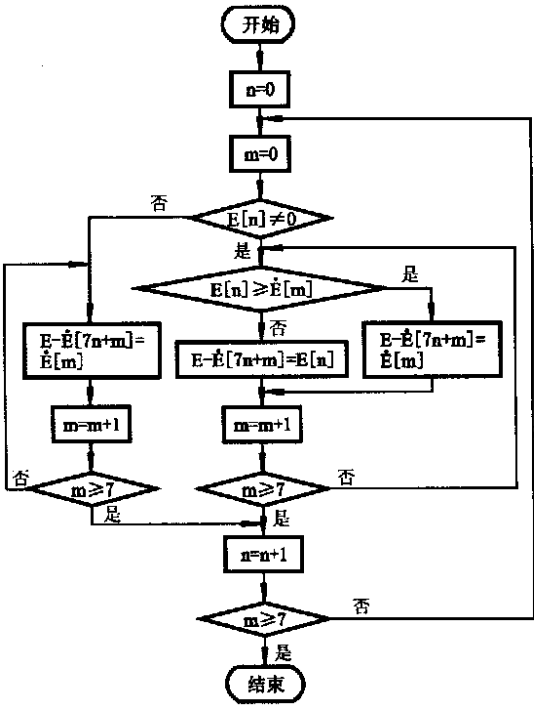 开始
n=0
m=0
否
E[n]≠0
是
E[n]≥Ė[m]
是
否
E-Ė[7n+m]=
Ė[m]
E-Ė[7n+m]=E[n]
E-Ė[7n+m]=
Ė[m]
m=m+1
m=m+1
否
m≥7
是
m≥7
否
是
n=n+1
m≥7
否
是
结束